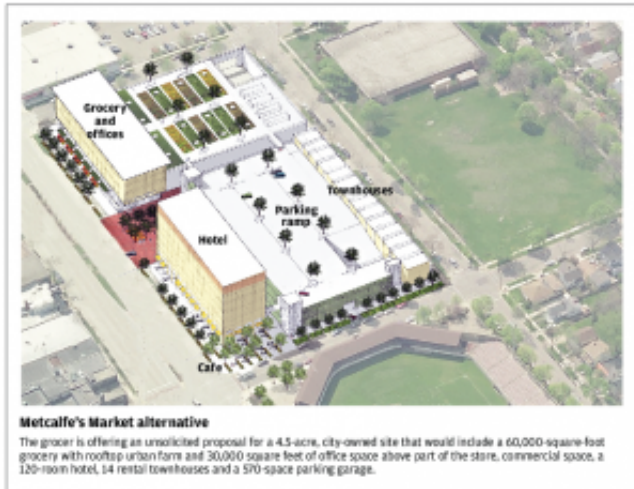 Grocery
and
offices
Townhouses
Parking
ramp
Hotel
Cafe
Metcalfe's Market alternative
The grocer is offering an unsolicited proposal for a 4.5-acre, city-owned site that would include a 60,000-square-foot
grocery with rooftop urban farm and 30,000 square feet of office space above part of the store, commercial space, a
120-room hotel, 14 rental townhouses and a 570-space parking garage.